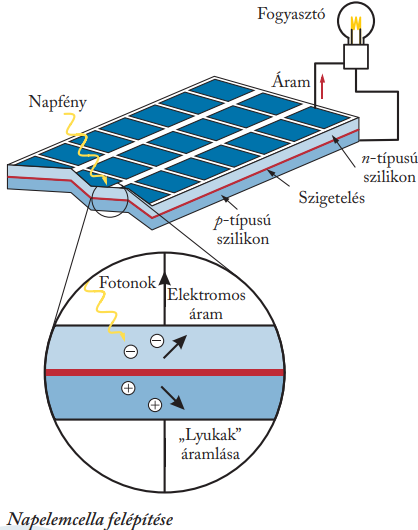 Fogyasztó
Áram
Napfény
n-típusú
szilikon
Szigetelés
p-típusú
szilikon
Fotonok
Elektromos
áram
„Lyukak”
áramlása
Napelemcella felépítése